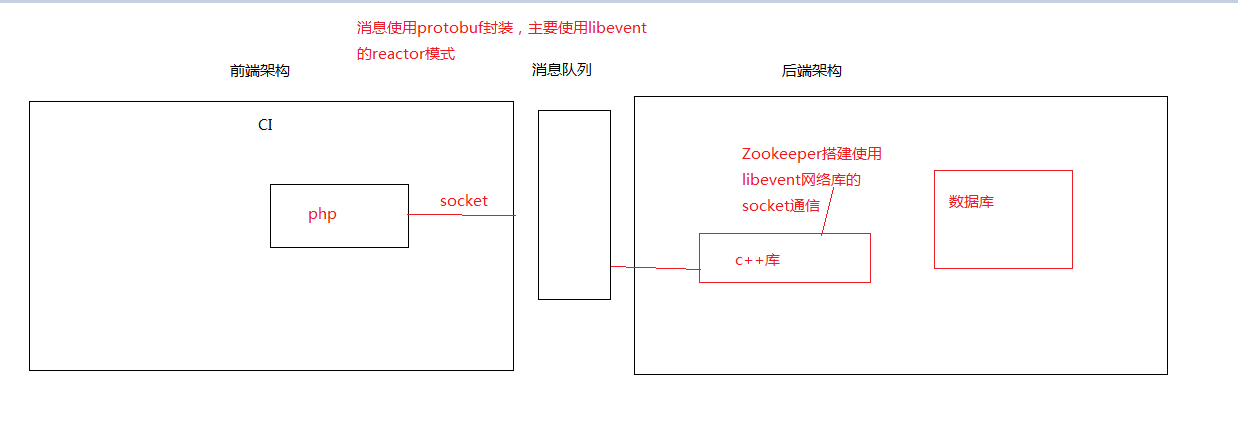 消息使用protobuf封装，主要使用libevent
的reactor模式
前端架构
消息队列
后端架构
CI
php
socket
Zookeeper搭建使用
libevent网络库的
socket通信
c++库
数据库